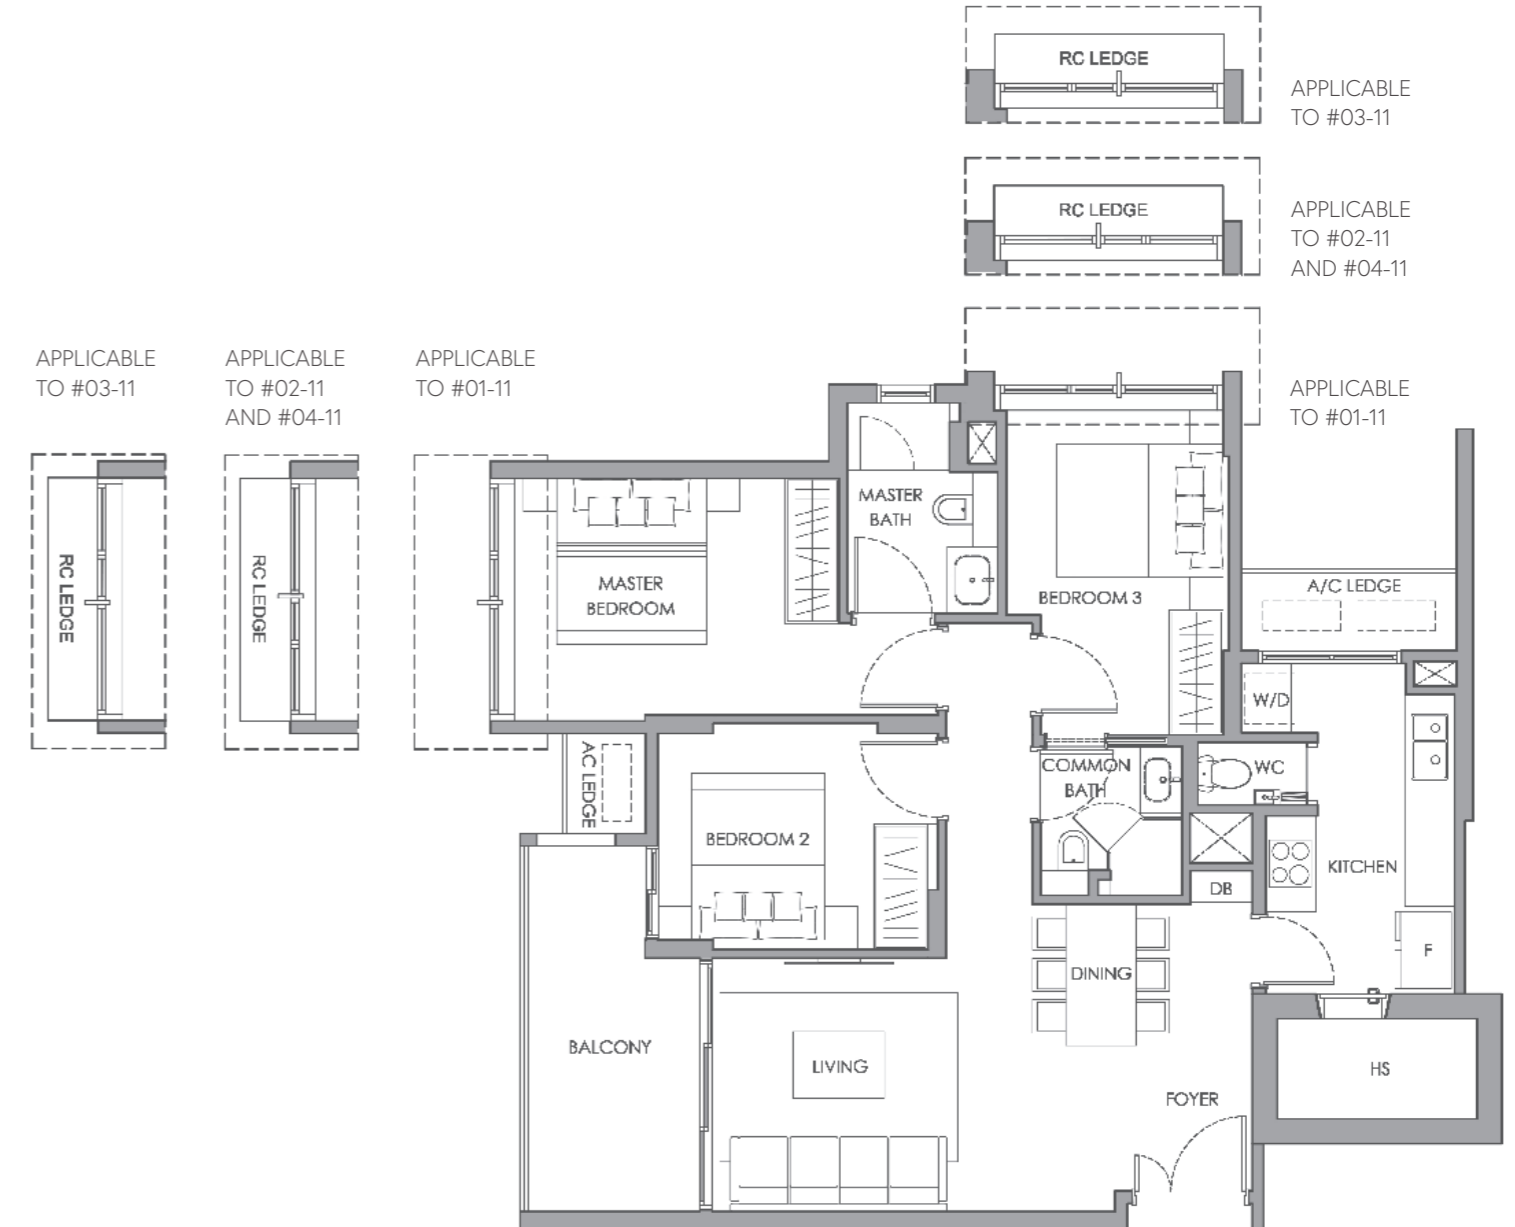 RC LEDGE
APPLICABLE
TO #03-11
RC LEDGE
APPLICABLE
TO #02-11
AND #04-11
APPLICABLE
TO #03-11
APPLICABLE
TO #02-11
AND #04-11
APPLICABLE
TO #01-11
APPLICABLE
TO #01-11
RC LEDGE
RC LEDGE
MASTER
BEDROOM
MASTER
BATH
BEDROOM 3
A/C LEDGE
W/D
AC LEDGE
BEDROOM 2
COMMON
BATH
WC
KITCHEN
DB
F
DINING
BALCONY
LIVING
FOYER
HS